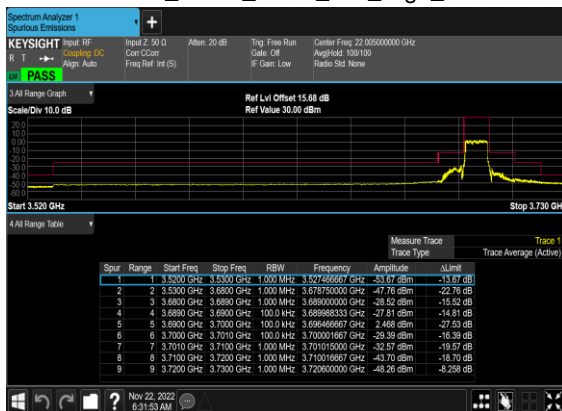 Spectrum Analyzer 1
Spurious Emissions
+
KEYSIGHT Input: RF Input Z: 50 Ω Atten: 20 dB Trig: Free Run Center Freq: 22.005000000 GHz
R T Coupling: DC Corr CCorr Gate: Off Avg|Hold: 100/100
Align: Auto Freq Ref: Int (S) IF Gain: Low Radio Std: None
PASS
3 All Range Graph
Ref Lvl Offset 15.68 dB
Scale/Div 10.0 dB Ref Value 30.00 dBm
20.0
10.0
0.00
-10.0
-20.0
-30.0
-40.0
-50.0
-60.0
Start 3.520 GHz Stop 3.730 GH
4 All Range Table
Measure Trace Trace 1
Trace Type Trace Average (Active)
Spur Range Start Freq Stop Freq RBW Frequency Amplitude ΔLimit
1 1 3.5200 GHz 3.5300 GHz 1.000 MHz 3.527466667 GHz -53.67 dBm -13.67 dB
2 2 3.5300 GHz 3.6800 GHz 1.000 MHz 3.678750000 GHz -47.76 dBm -22.76 dB
3 3 3.6800 GHz 3.6890 GHz 1.000 MHz 3.689000000 GHz -28.52 dBm -15.52 dB
4 4 3.6890 GHz 3.6900 GHz 100.0 kHz 3.689988333 GHz -27.81 dBm -14.81 dB
5 5 3.6900 GHz 3.7000 GHz 100.0 kHz 3.696466667 GHz 2.468 dBm -27.53 dB
6 6 3.7000 GHz 3.7010 GHz 100.0 kHz 3.700001667 GHz -29.39 dBm -16.39 dB
7 7 3.7010 GHz 3.7100 GHz 1.000 MHz 3.701015000 GHz -32.57 dBm -19.57 dB
8 8 3.7100 GHz 3.7200 GHz 1.000 MHz 3.710016667 GHz -43.70 dBm -18.70 dB
9 9 3.7200 GHz 3.7300 GHz 1.000 MHz 3.720600000 GHz -48.26 dBm -8.258 dB
? Nov 22, 2022
6:31:53 AM